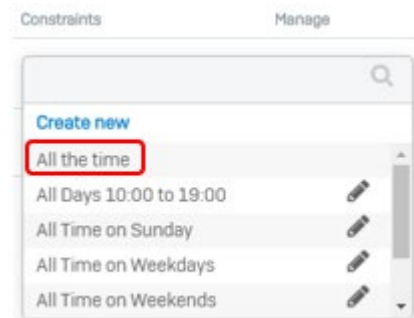 Constraints Manage
Create new
All the time
All Days 10:00 to 19:00
All Time on Sunday
All Time on Weekdays
All Time on Weekends